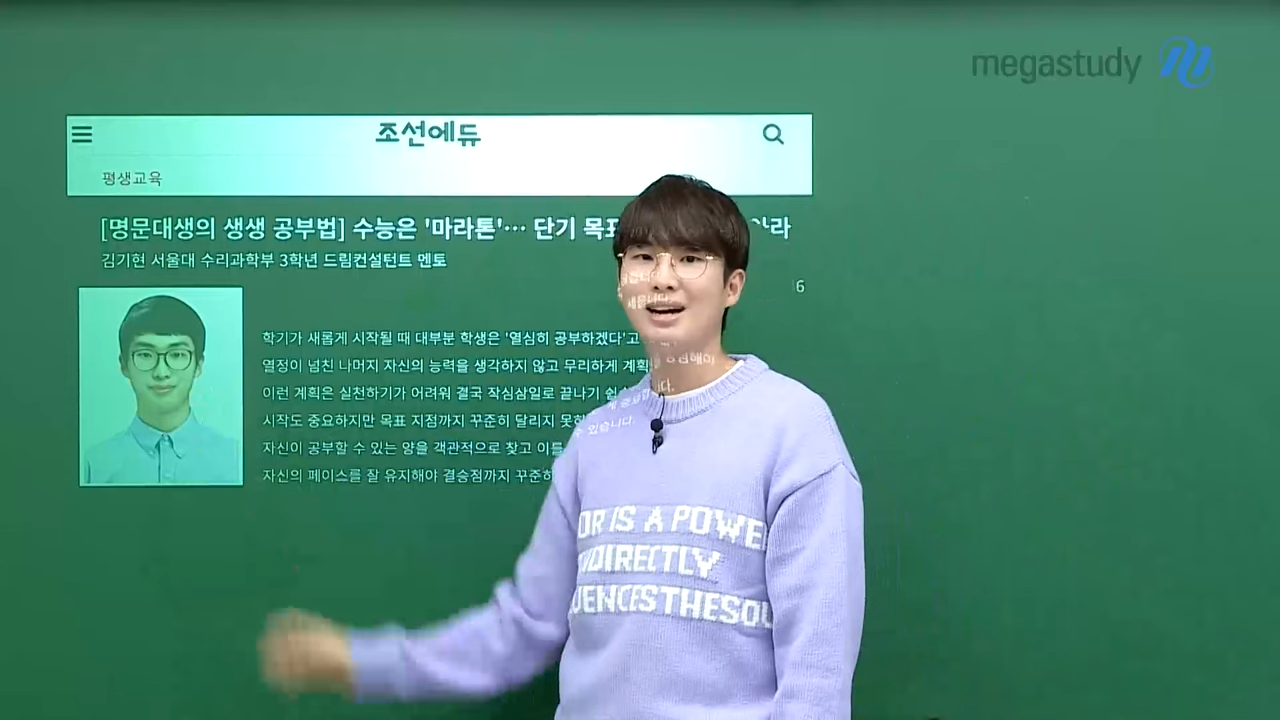 megastudy
조선에듀
평생교육
[명문대생의 생생 공부법] 수능은 '마라톤'… 단기 목표
라
김기현 서울대 수리과학부 3학년 드림컨설턴트 멘토
6
학기가 새롭게 시작될 때 대부분 학생은 '열심히 공부하겠다'고
열정이 넘친 나머지 자신의 능력을 생각하지 않고 무리하게 계획
이런 계획은 실천하기가 어려워 결국 작심삼일로 끝나기 쉽
시작도 중요하지만 목표 지점까지 꾸준히 달리지 못하
수 있습니다.
자신이 공부할 수 있는 양을 객관적으로 찾고 이를
자신의 페이스를 잘 유지해야 결승점까지 꾸준히
OR IS A POWE
DIRECTLY
UENCESTHESOU